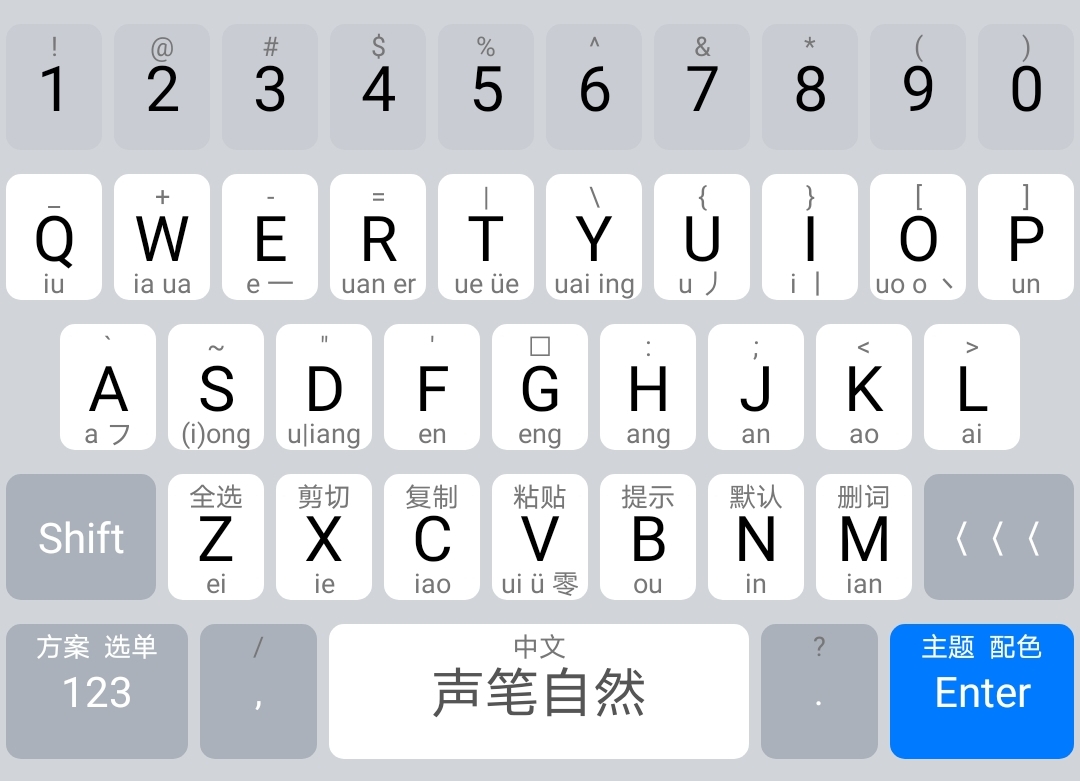 ! @ # $ % ^ & * ( )
1 2 3 4 5 6 7 8 9 0
_ + - = | \ { } [ ]
Q W E R T Y U I O P
iu ia ua e 一 uan er ue üe uai ing u 丿 i 丨 uo o 丶 un
` ~ " ' □ : ; < >
A S D F G H J K L
a フ (i)ong u|iang en eng ang an ao ai
全选 剪切 复制 粘贴 提示 默认 删词
Shift Z X C V B N M 〈〈〈
ei ie iao ui ü 零 ou in ian
方案 选单 / 中文 ? 主题 配色
123 , 声笔自然 . Enter